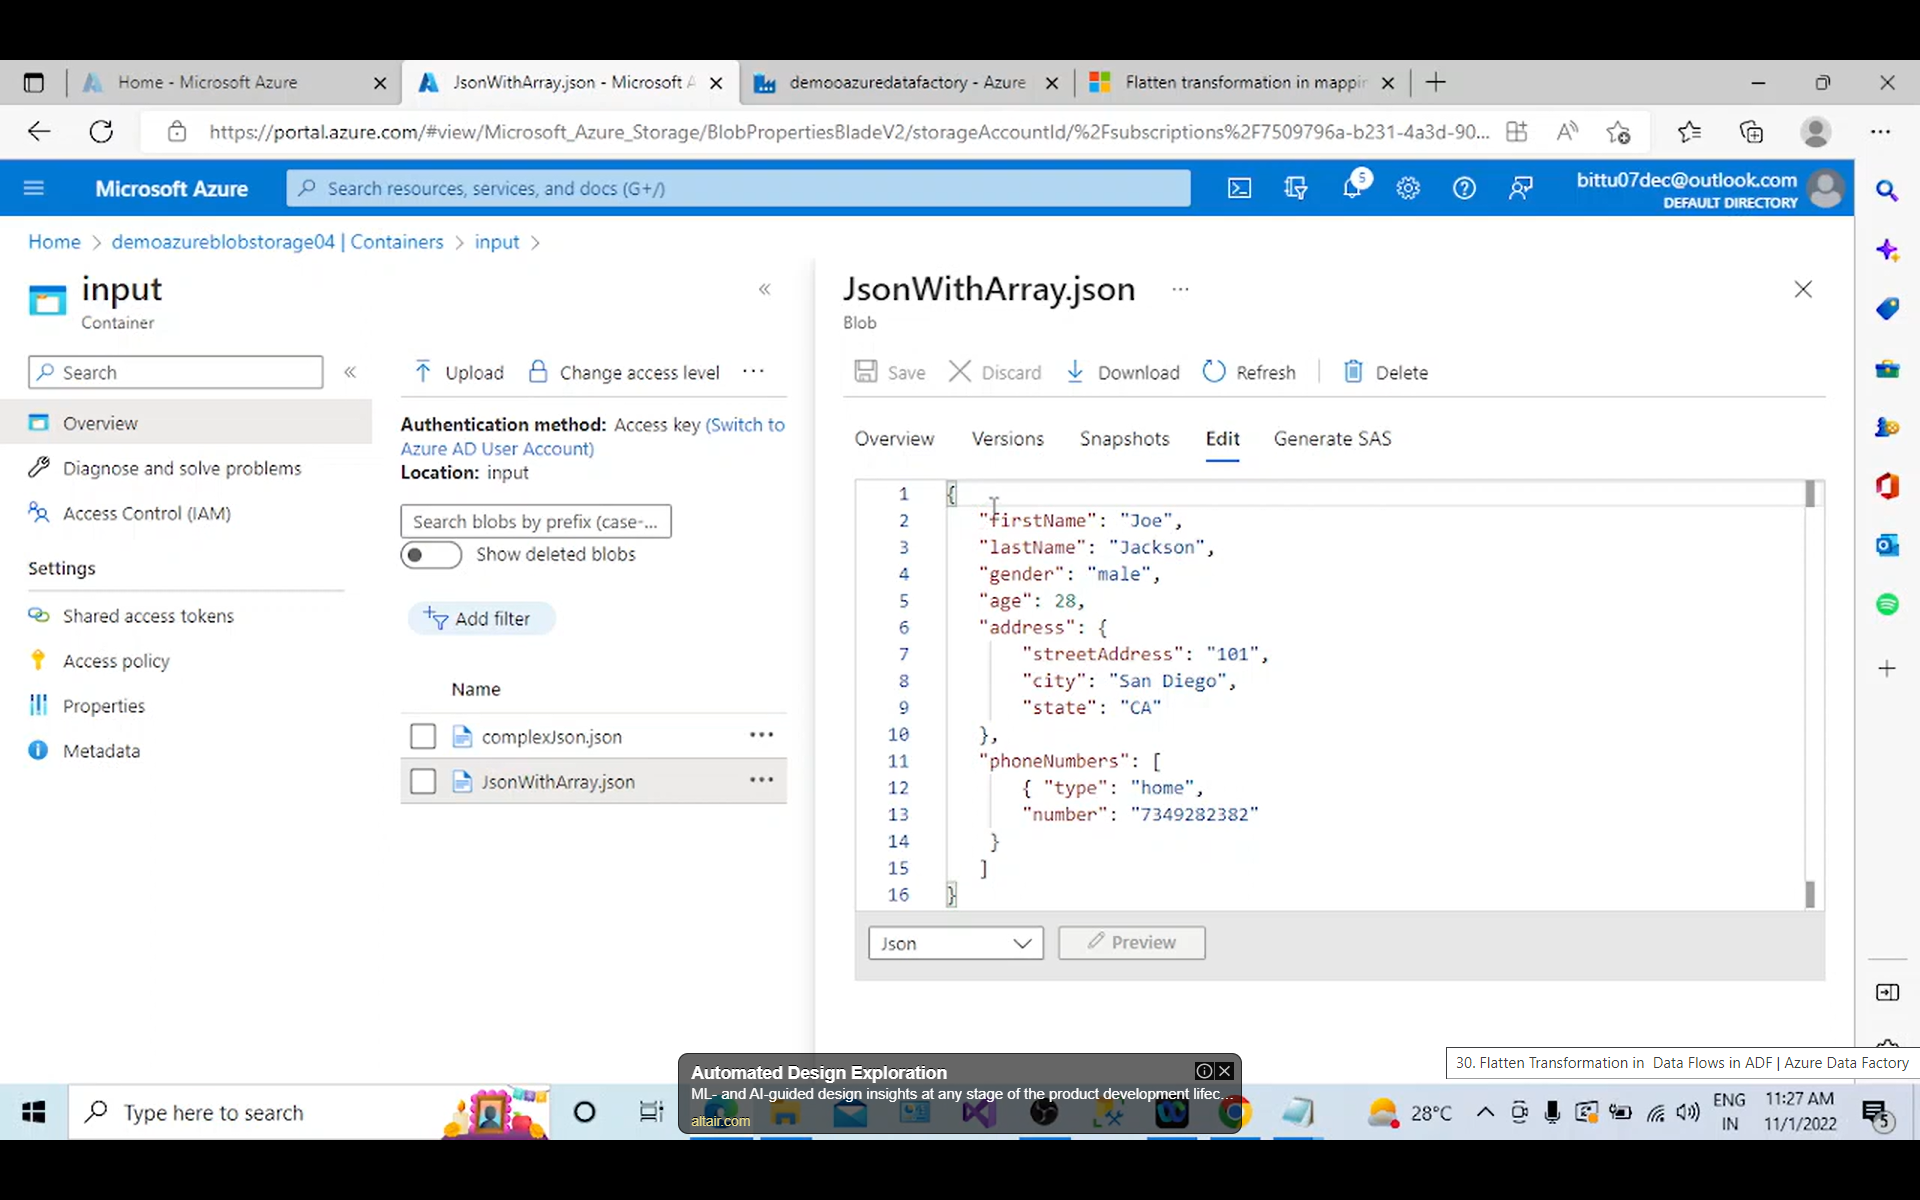 Home - Microsoft Azure
JsonWithArray.json - Microsoft A
demooazuredatafactory - Azure
Flatten transformation in mappin
https://portal.azure.com/#view/Microsoft_Azure_Storage/BlobPropertiesBladeV2/storageAccountId/%2Fsubscriptions%2F7509796a-b231-4a3d-90...
Microsoft Azure
Search resources, services, and docs (G+/)
5
bittu07dec@outlook.com
DEFAULT DIRECTORY
Home > demoazureblobstorage04 | Containers > input >
input
Container
Search
Overview
Diagnose and solve problems
Access Control (IAM)
Settings
Shared access tokens
Access policy
Properties
Metadata
Upload
Change access level
...
Authentication method: Access key (Switch to
Azure AD User Account)
Location: input
Search blobs by prefix (case-...
Show deleted blobs
Add filter
Name
complexJson.json
JsonWithArray.json
JsonWithArray.json ...
Blob
Save
Discard
Download
Refresh
Delete
Overview
Versions
Snapshots
Edit
Generate SAS
1 {
2 "firstName": "Joe",
3 "lastName": "Jackson",
4 "gender": "male",
5 "age": 28,
6 "address": {
7 "streetAddress": "101",
8 "city": "San Diego",
9 "state": "CA"
10 },
11 "phoneNumbers": [
12 { "type": "home",
13 "number": "7349282382"
14 }
15 ]
16 }
Json
Preview
30. Flatten Transformation in Data Flows in ADF | Azure Data Factory
Automated Design Exploration
ML- and AI-guided design insights at any stage of the product development lifec...
altair.com
Type here to search
28°C
ENG
IN
11:27 AM
11/1/2022
5